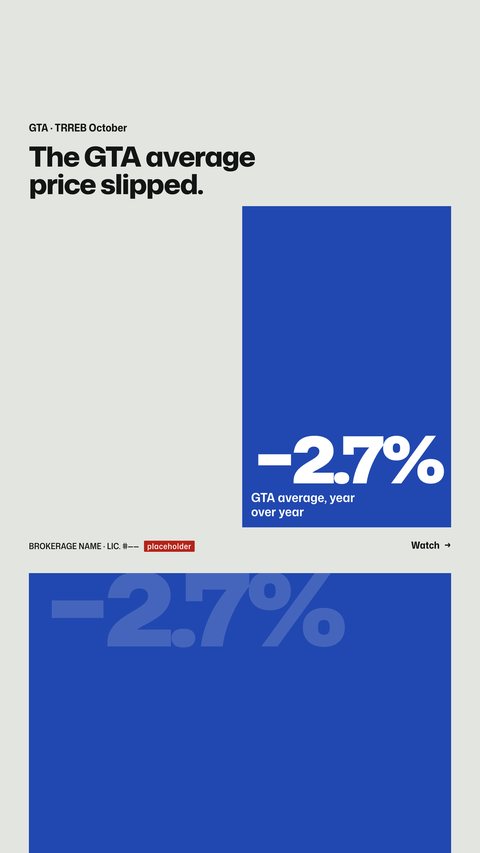 GTA · TRREB October
The GTA average
price slipped.
−2.7%
GTA average, year
over year
BROKERAGE NAME · LIC. #—— placeholder
Watch →
−2.7%